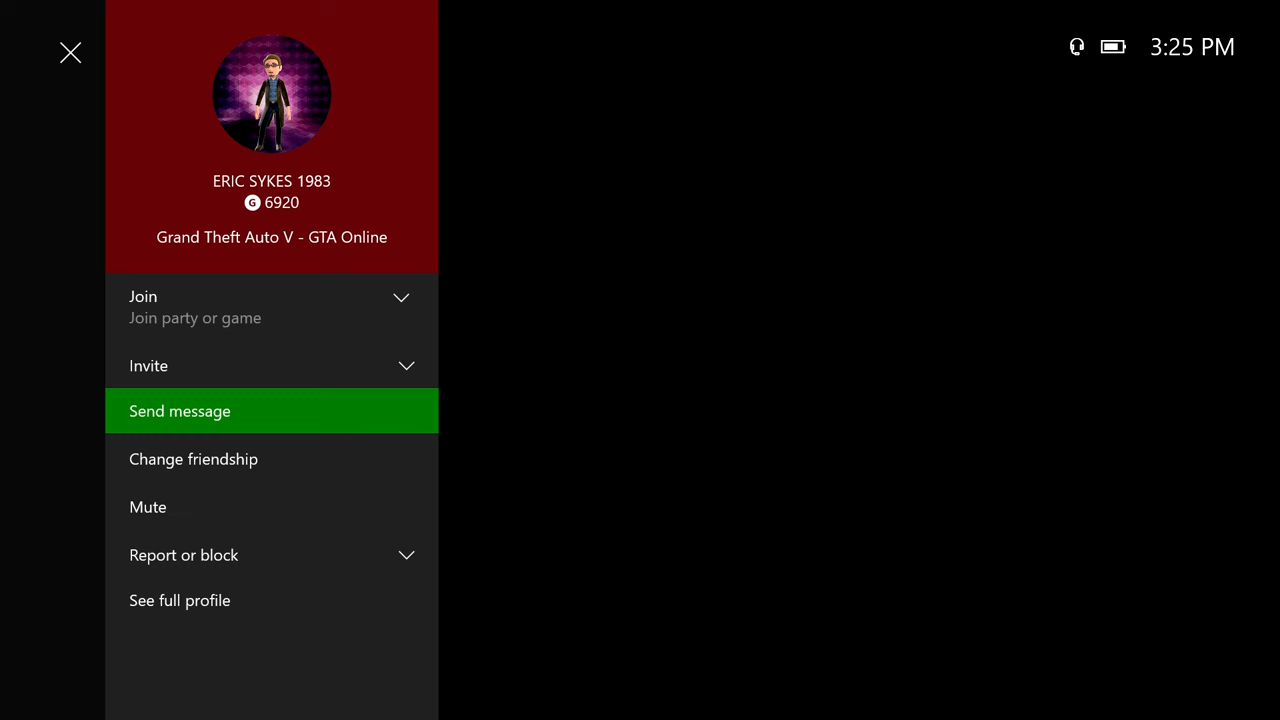 3:25 PM
ERIC SYKES 1983
G 6920
Grand Theft Auto V - GTA Online
Join
Join party or game
Invite
Send message
Change friendship
Mute
Report or block
See full profile